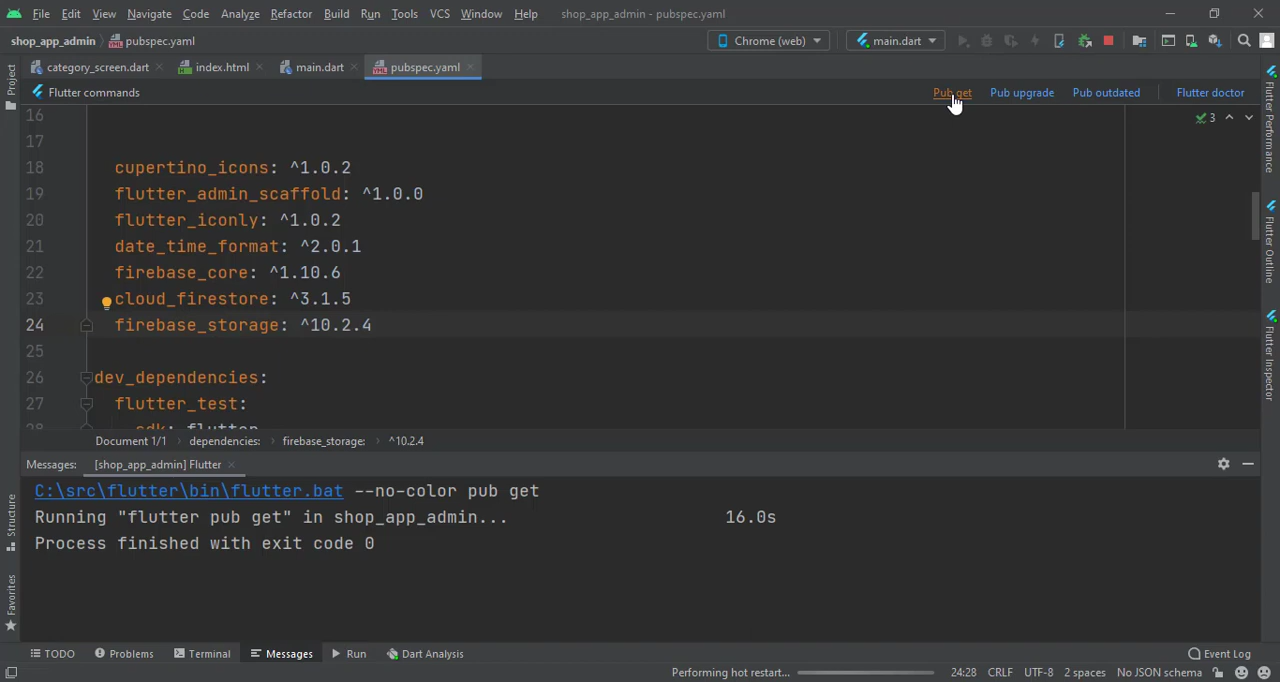 File Edit View Navigate Code Analyze Refactor Build Run Tools VCS Window Help shop_app_admin - pubspec.yaml
shop_app_admin pubspec.yaml Chrome (web) main.dart
category_screen.dart index.html main.dart pubspec.yaml
Flutter commands Pub get Pub upgrade Pub outdated Flutter doctor
16
3
17
18 cupertino_icons: ^1.0.2
19 flutter_admin_scaffold: ^1.0.0
20 flutter_iconly: ^1.0.2
21 date_time_format: ^2.0.1
22 firebase_core: ^1.10.6
23 cloud_firestore: ^3.1.5
24 firebase_storage: ^10.2.4
25
26 dev_dependencies:
27 flutter_test:
28 sdk: flutter
Document 1/1 dependencies: firebase_storage: ^10.2.4
Messages: [shop_app_admin] Flutter
C:\src\flutter\bin\flutter.bat --no-color pub get
Running "flutter pub get" in shop_app_admin... 16.0s
Process finished with exit code 0
TODO Problems Terminal Messages Run Dart Analysis Event Log
Performing hot restart... 24:28 CRLF UTF-8 2 spaces No JSON schema
Project
Structure
Favorites
Flutter Performance
Flutter Outline
Flutter Inspector